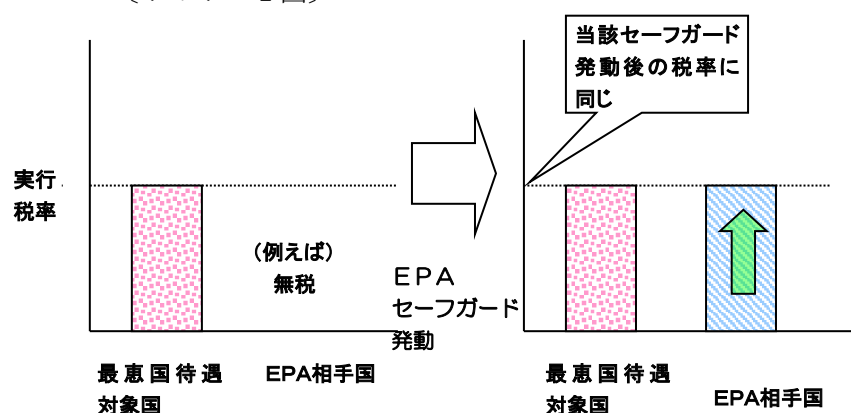 当該セーフガード
発動後の税率に
同じ
実行
税率
(例えば)
無税
EPA
セーフガード
発動
最恵国待遇
対象国
EPA相手国
最恵国待遇
対象国
EPA相手国